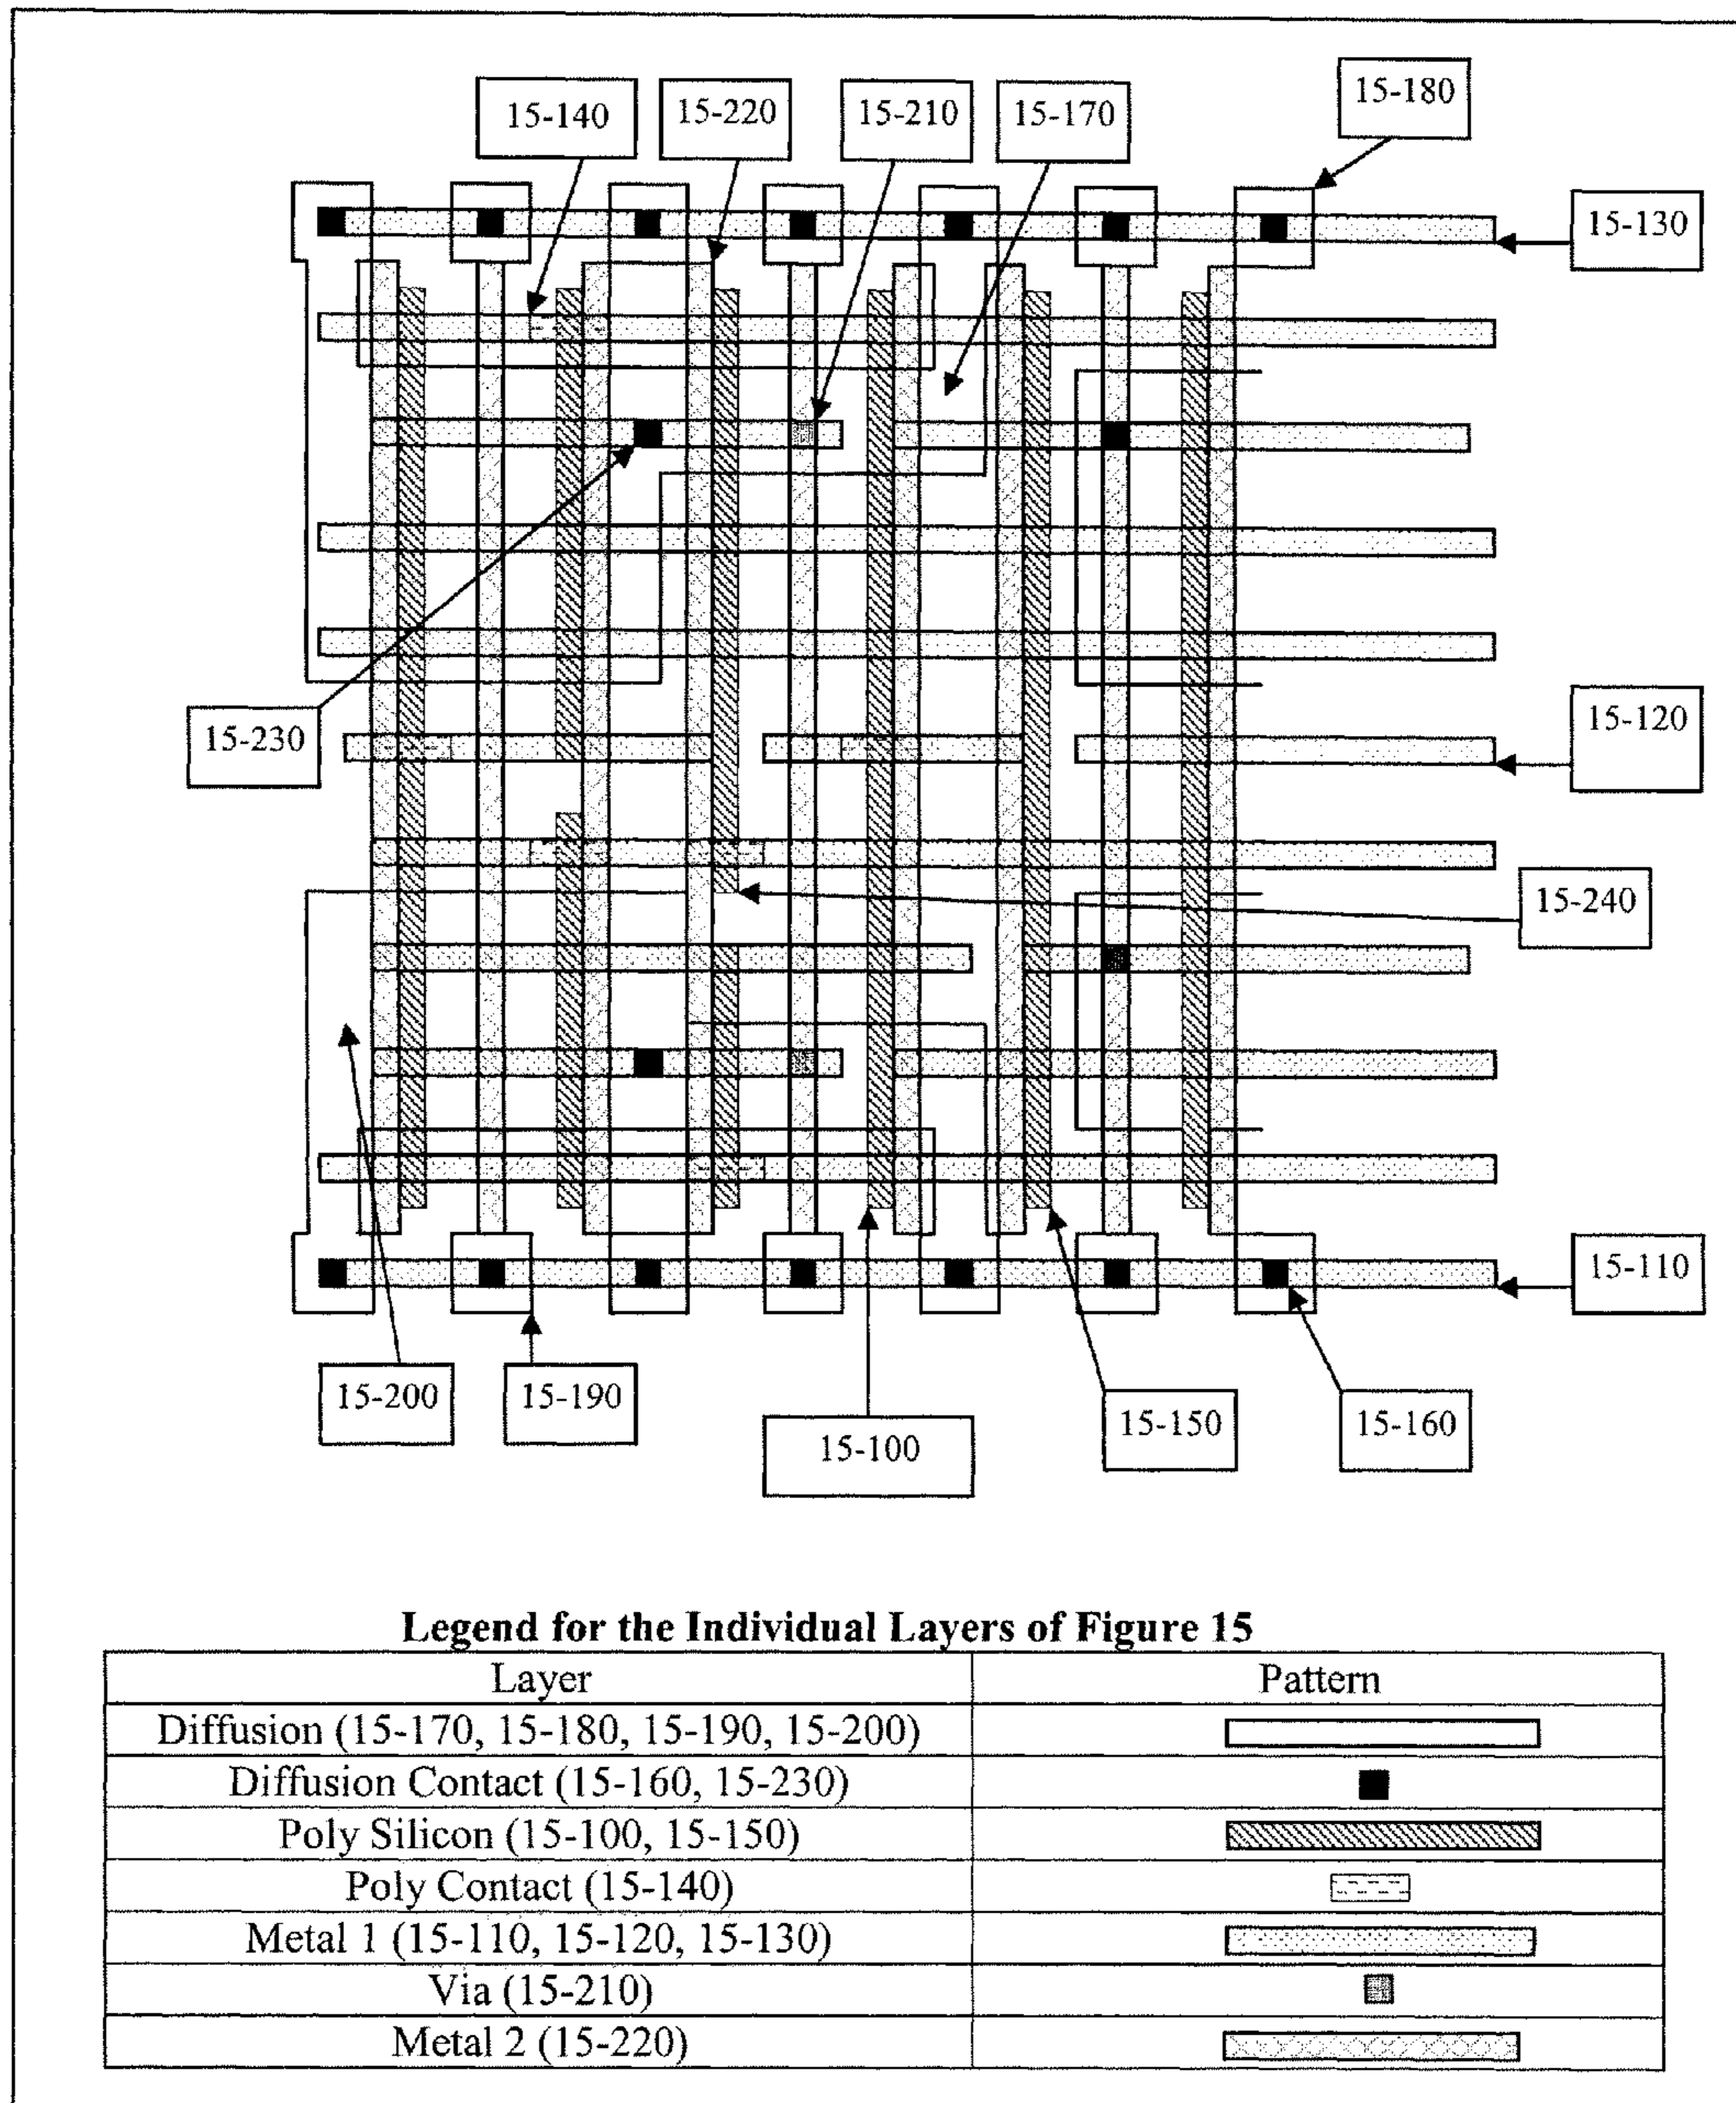 15-140
15-220
15-210
15-170
15-180
15-130
15-230
15-120
15-240
15-110
15-200
15-190
15-100
15-150
15-160
Legend for the Individual Layers of Figure 15
Layer Pattern
Diffusion (15-170, 15-180, 15-190, 15-200)
Diffusion Contact (15-160, 15-230)
Poly Silicon (15-100, 15-150)
Poly Contact (15-140)
Metal 1 (15-110, 15-120, 15-130)
Via (15-210)
Metal 2 (15-220)